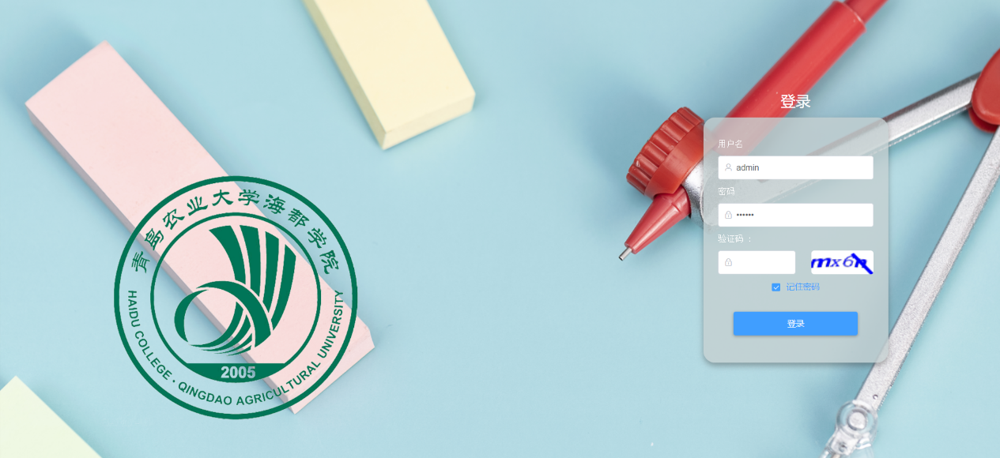 青岛农业大学海都学院
HAIDU COLLEGE · QINGDAO AGRICULTURAL UNIVERSITY
2005
登录
用户名
admin
密码
••••••
验证码 ：
记住密码
登录